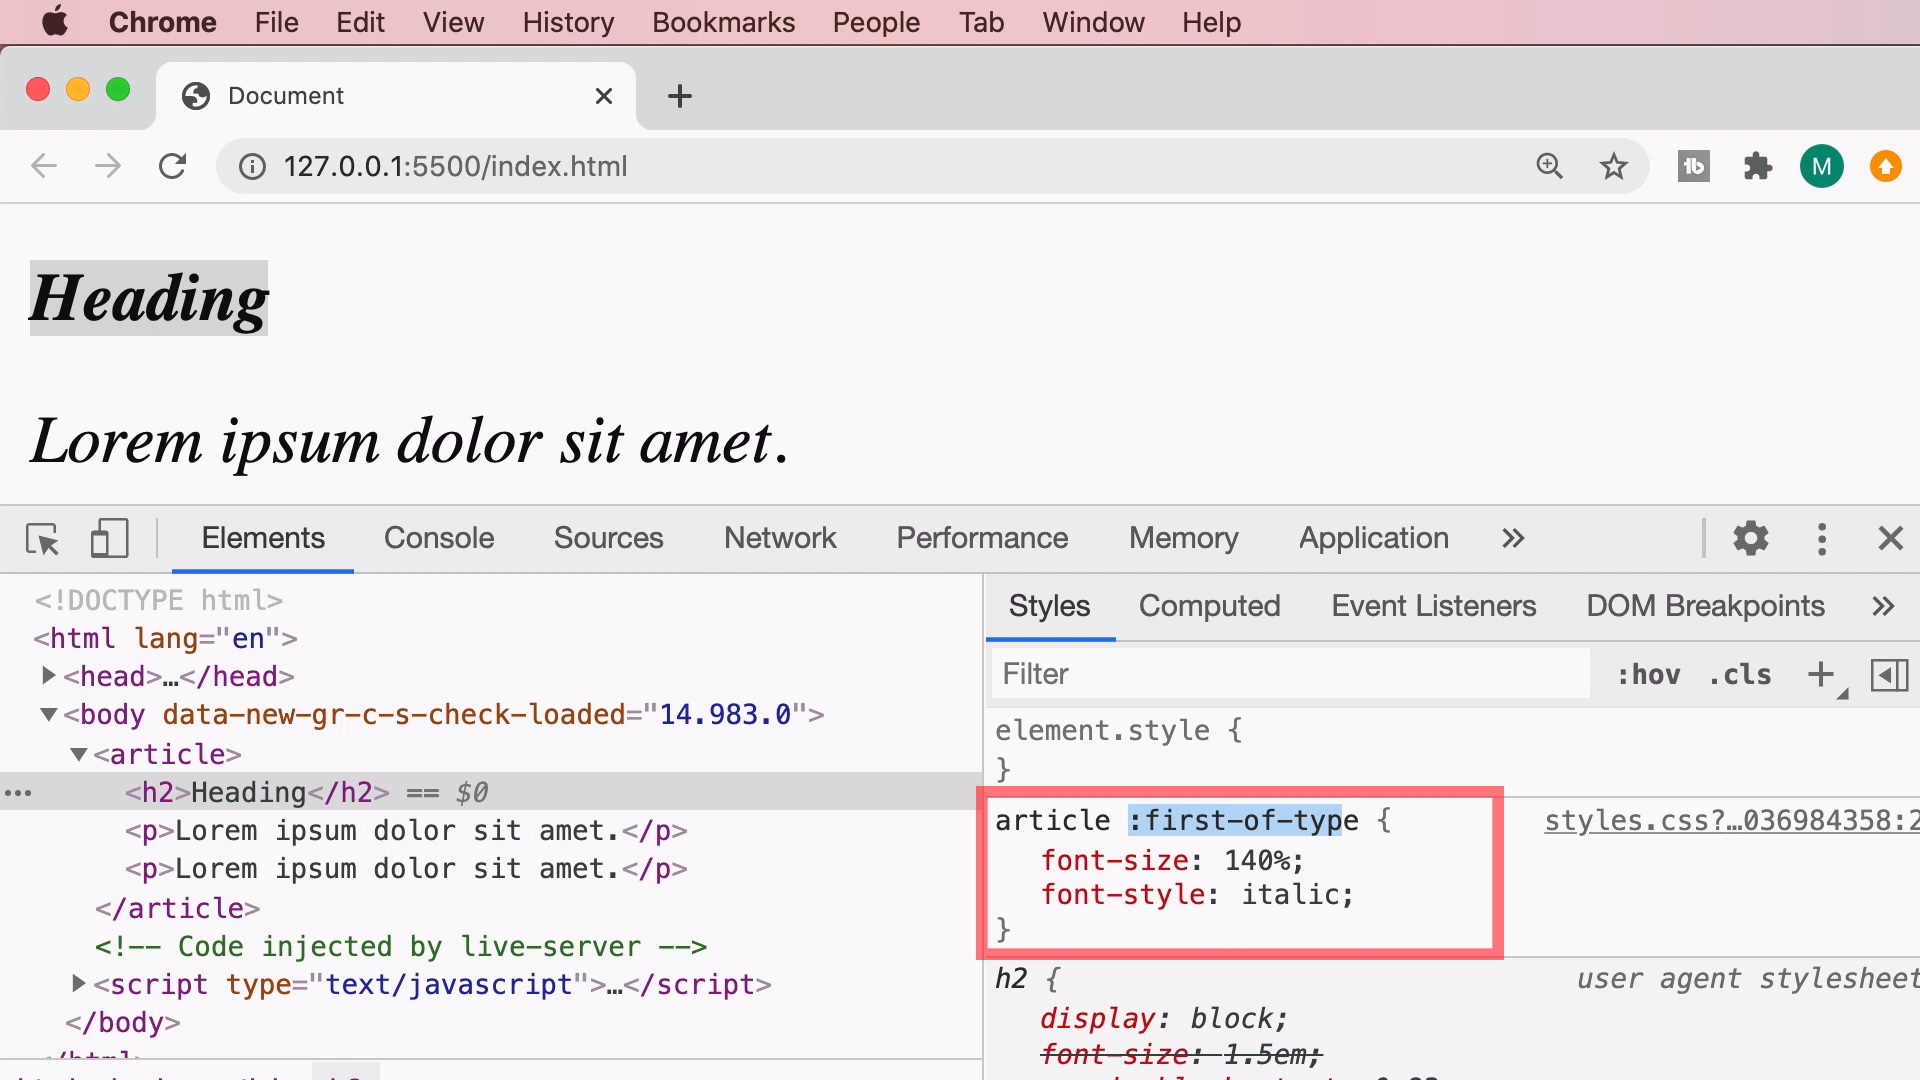 Chrome File Edit View History Bookmarks People Tab Window Help
Document
127.0.0.1:5500/index.html
M
Heading
Lorem ipsum dolor sit amet.
Elements Console Sources Network Performance Memory Application
<!DOCTYPE html>
<html lang="en">
<head>…</head>
<body data-new-gr-c-s-check-loaded="14.983.0">
<article>
<h2>Heading</h2> == $0
<p>Lorem ipsum dolor sit amet.</p>
<p>Lorem ipsum dolor sit amet.</p>
</article>
<!-- Code injected by live-server -->
<script type="text/javascript">…</script>
</body>
Styles Computed Event Listeners DOM Breakpoints
Filter :hov .cls
element.style {
}
article :first-of-type { styles.css?…036984358:2
font-size: 140%;
font-style: italic;
}
h2 { user agent stylesheet
display: block;
font-size: 1.5em;